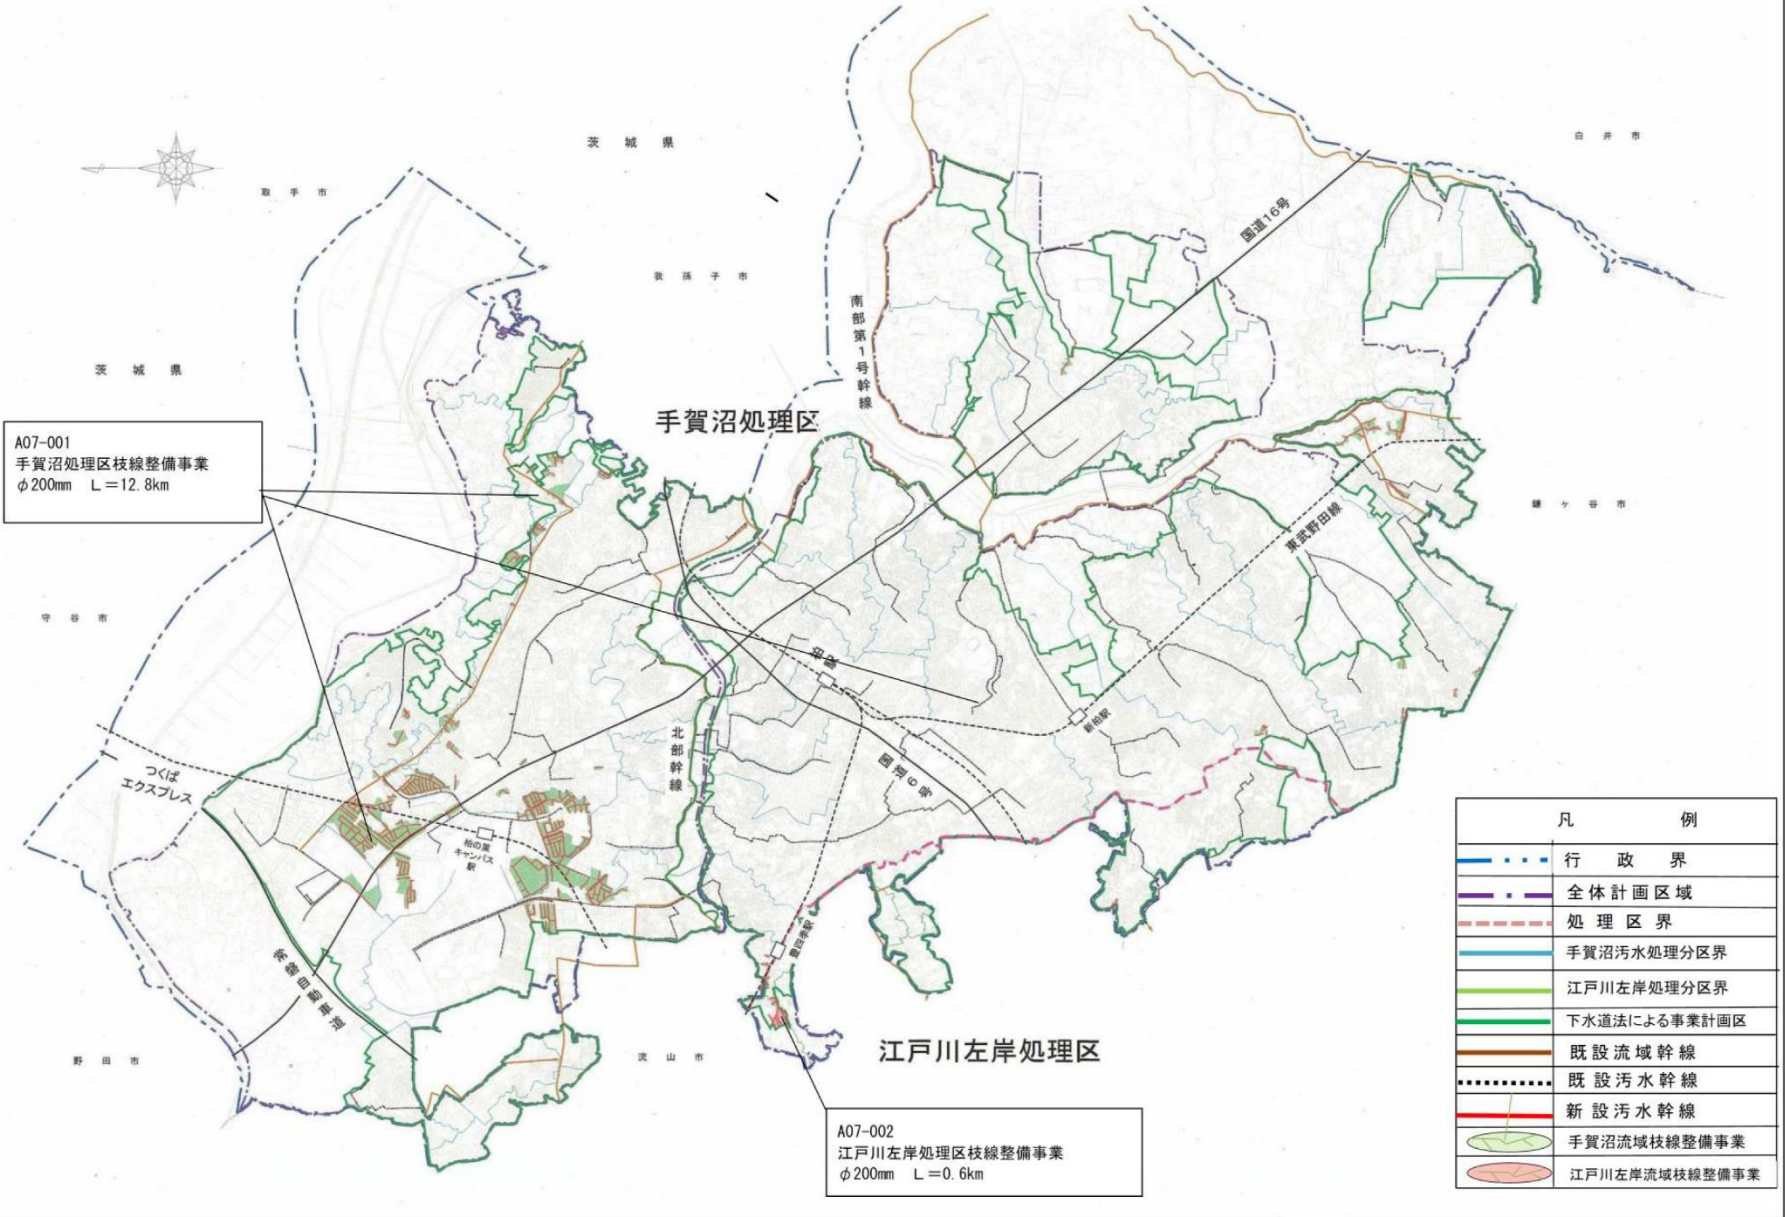 茨城県
白井市
取手市
国道16号
我孫子市
南部第1号幹線
茨城県
手賀沼処理区
A07-001
手賀沼処理区枝線整備事業
φ200mm L=12.8km
鎌ヶ谷市
東武野田線
守谷市
柏駅
新柏駅
北部幹線
国道6号
つくば
エクスプレス
柏の葉
キャンパス
駅
豊四季駅
常磐自動車道
野田市
流山市
江戸川左岸処理区
A07-002
江戸川左岸処理区枝線整備事業
φ200mm L=0.6km
凡例
行政界
全体計画区域
処理区界
手賀沼汚水処理分区界
江戸川左岸処理分区界
下水道法による事業計画区
既設流域幹線
既設汚水幹線
新設汚水幹線
手賀沼流域枝線整備事業
江戸川左岸流域枝線整備事業